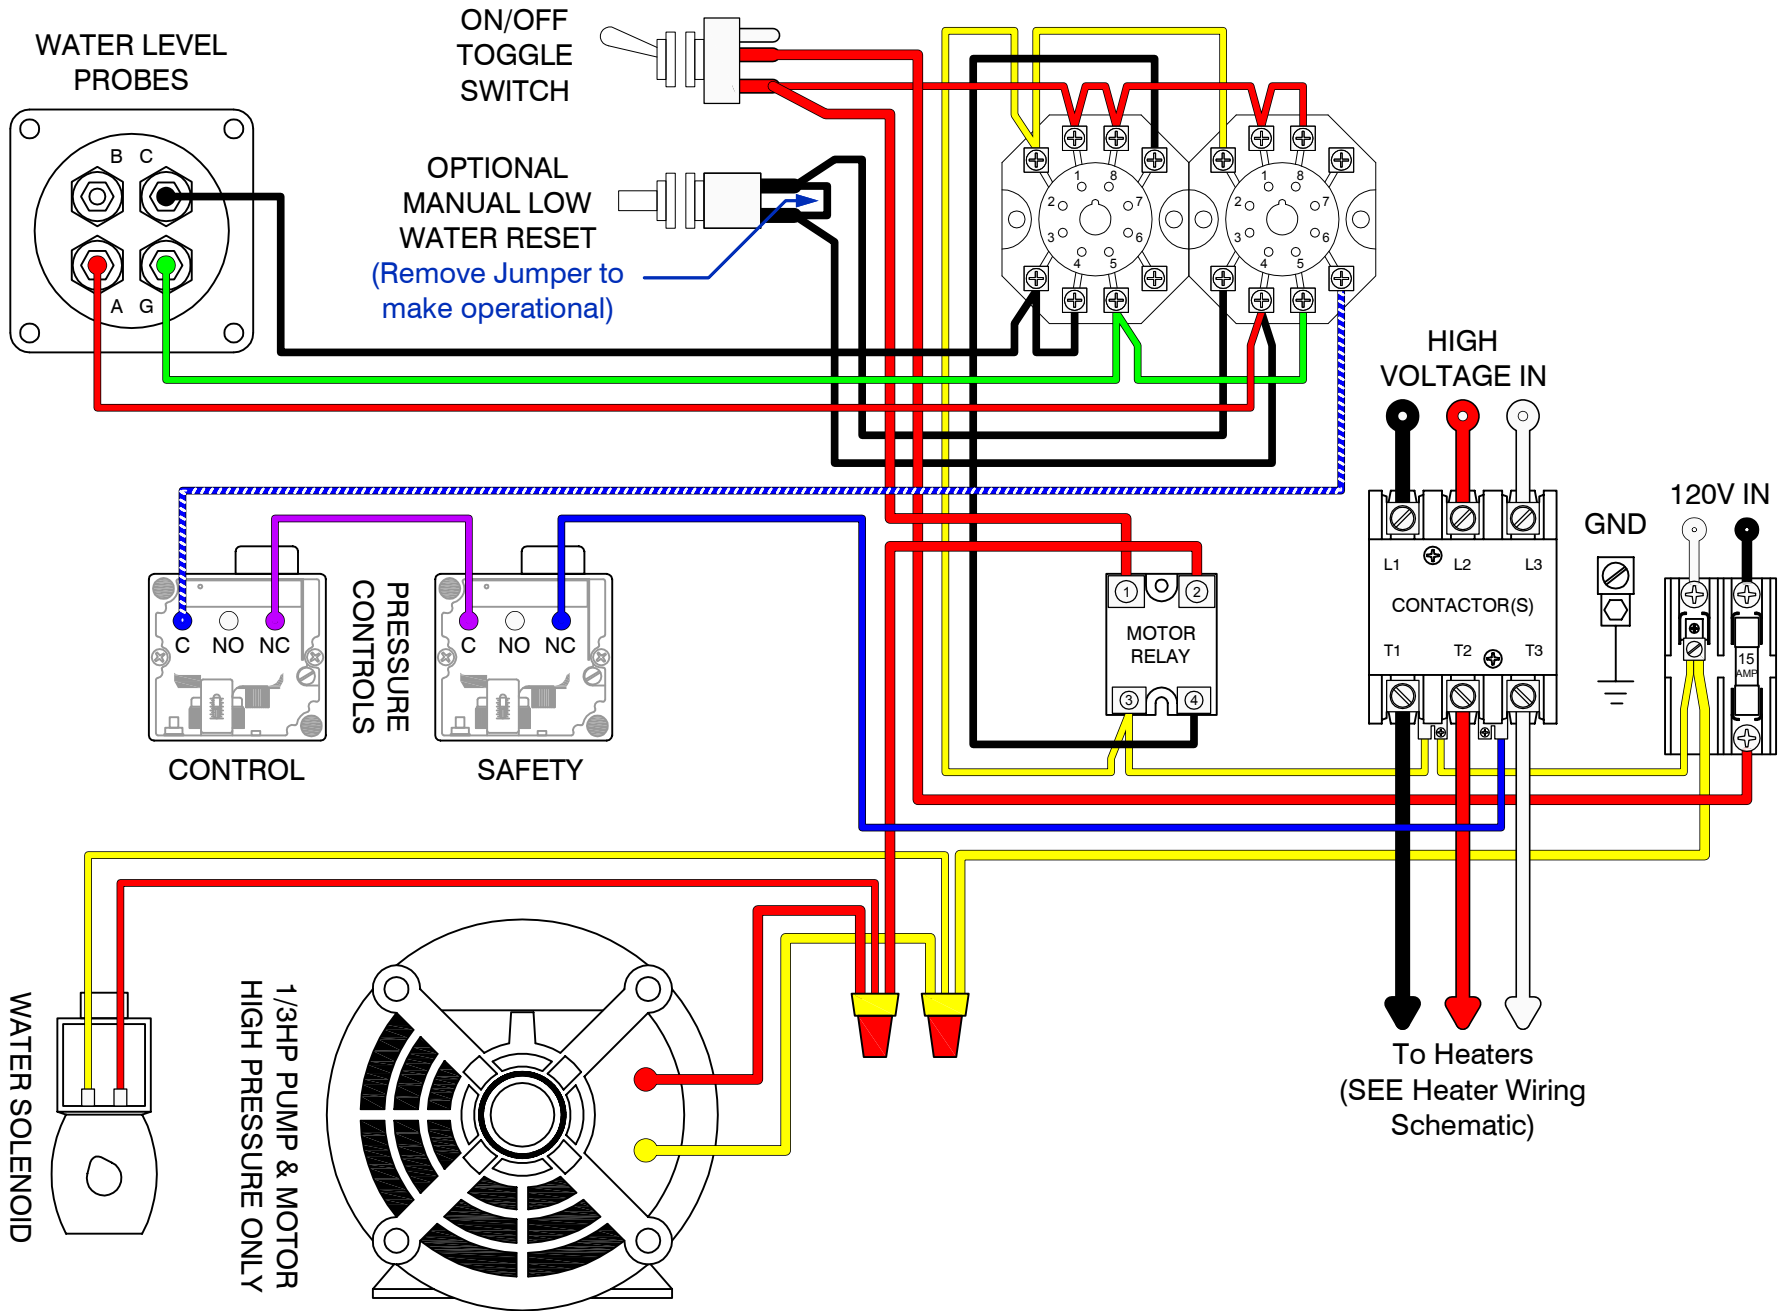 WATER LEVEL
PROBES
B C
A G
ON/OFF
TOGGLE
SWITCH
OPTIONAL
MANUAL LOW
WATER RESET
(Remove Jumper to
make operational)
1 8
2 7
3 6
4 5
1 8
2 7
3 6
4 5
HIGH
VOLTAGE IN
120V IN
GND
L1 L2 L3
CONTACTOR(S)
T1 T2 T3
15
AMP
C NO NC
CONTROL
PRESSURE
CONTROLS
C NO NC
SAFETY
1 2
MOTOR
RELAY
3 4
To Heaters
(SEE Heater Wiring
Schematic)
WATER SOLENOID
1/3HP PUMP & MOTOR
HIGH PRESSURE ONLY